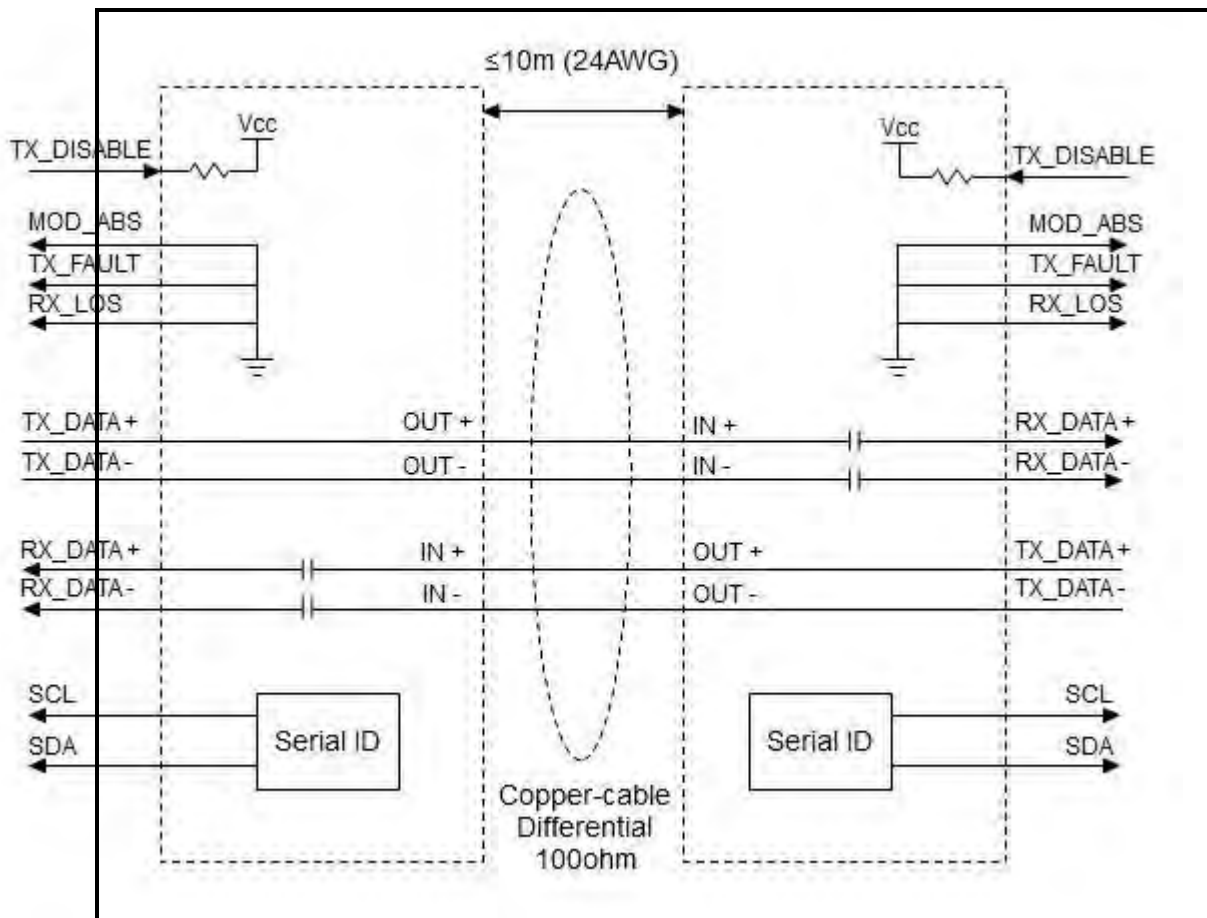 ≤10m (24AWG)
Vcc
Vcc
TX_DISABLE
TX_DISABLE
MOD_ABS
MOD_ABS
TX_FAULT
TX_FAULT
RX_LOS
RX_LOS
TX_DATA+
OUT +
IN +
RX_DATA+
TX_DATA-
OUT -
IN -
RX_DATA-
RX_DATA+
IN +
OUT +
TX_DATA+
RX_DATA-
IN -
OUT -
TX_DATA-
SCL
SCL
Serial ID
Serial ID
SDA
SDA
Copper-cable
Differential
100ohm